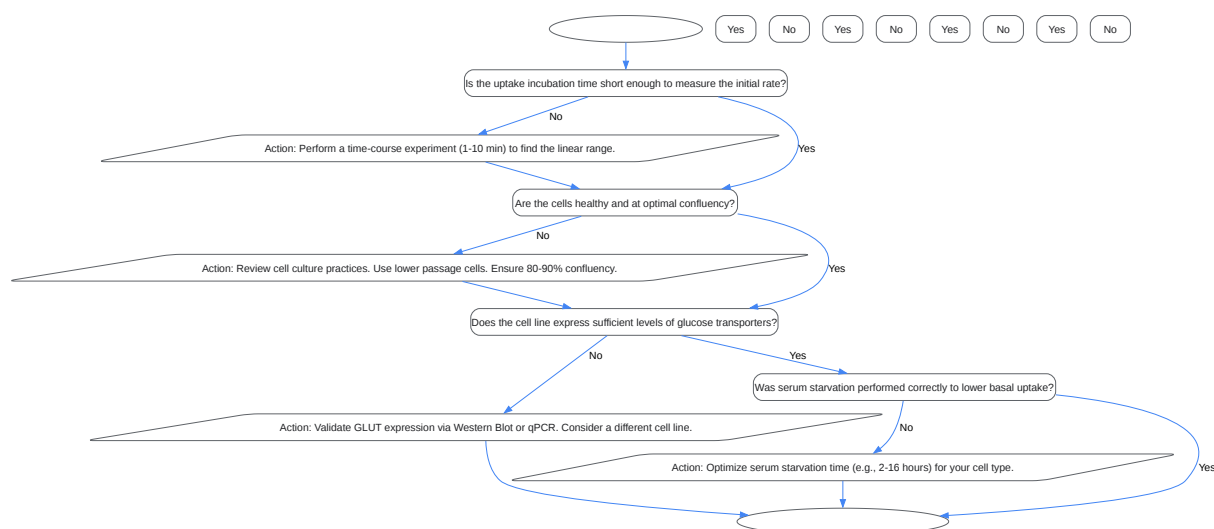 Yes
No
Yes
No
Yes
No
Yes
No
Is the uptake incubation time short enough to measure the initial rate?
No
Action: Perform a time-course experiment (1-10 min) to find the linear range.
Yes
Are the cells healthy and at optimal confluency?
No
Action: Review cell culture practices. Use lower passage cells. Ensure 80-90% confluency.
Yes
Does the cell line express sufficient levels of glucose transporters?
No
Yes
Was serum starvation performed correctly to lower basal uptake?
Action: Validate GLUT expression via Western Blot or qPCR. Consider a different cell line.
No
Action: Optimize serum starvation time (e.g., 2-16 hours) for your cell type.
Yes